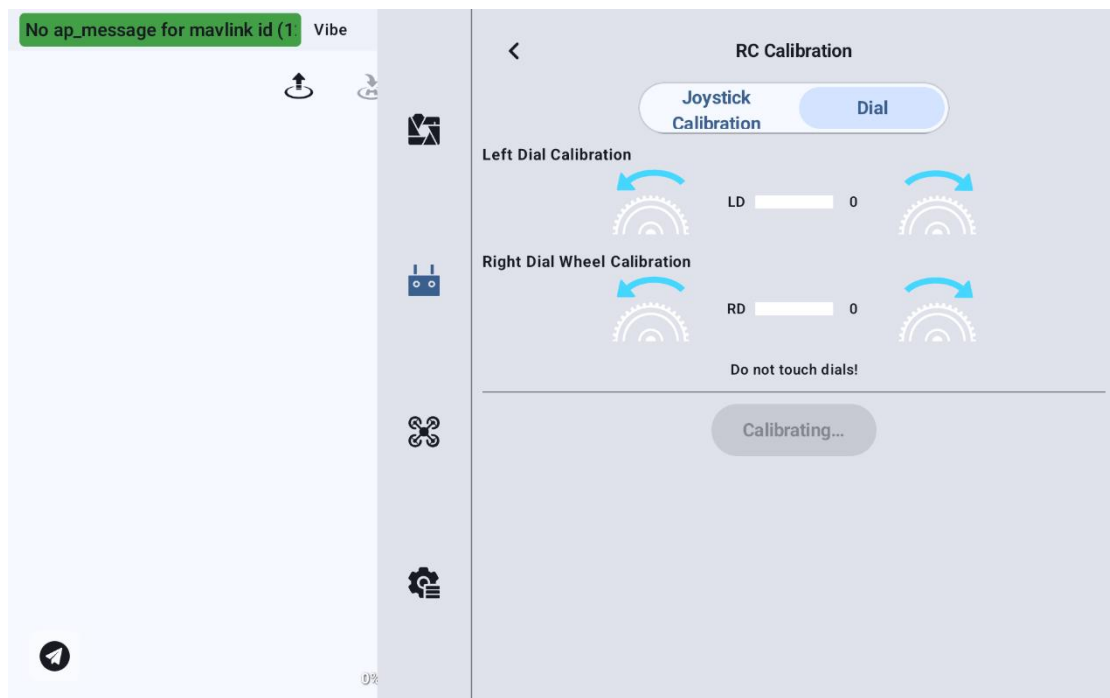 No ap_message for mavlink id (1
Vibe
RC Calibration
Joystick
Calibration
Dial
Left Dial Calibration
LD
0
Right Dial Wheel Calibration
RD
0
Do not touch dials!
Calibrating...
0%